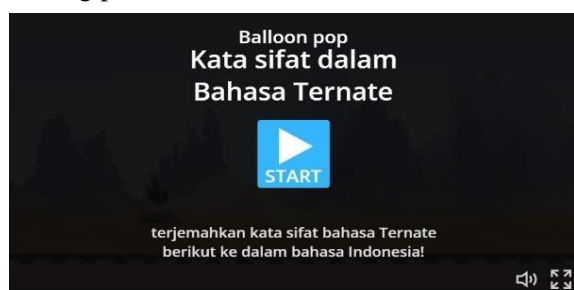 Balloon pop
Kata sifat dalam
Bahasa Ternate
START
terjemahkan kata sifat bahasa Ternate
berikut ke dalam bahasa Indonesia!